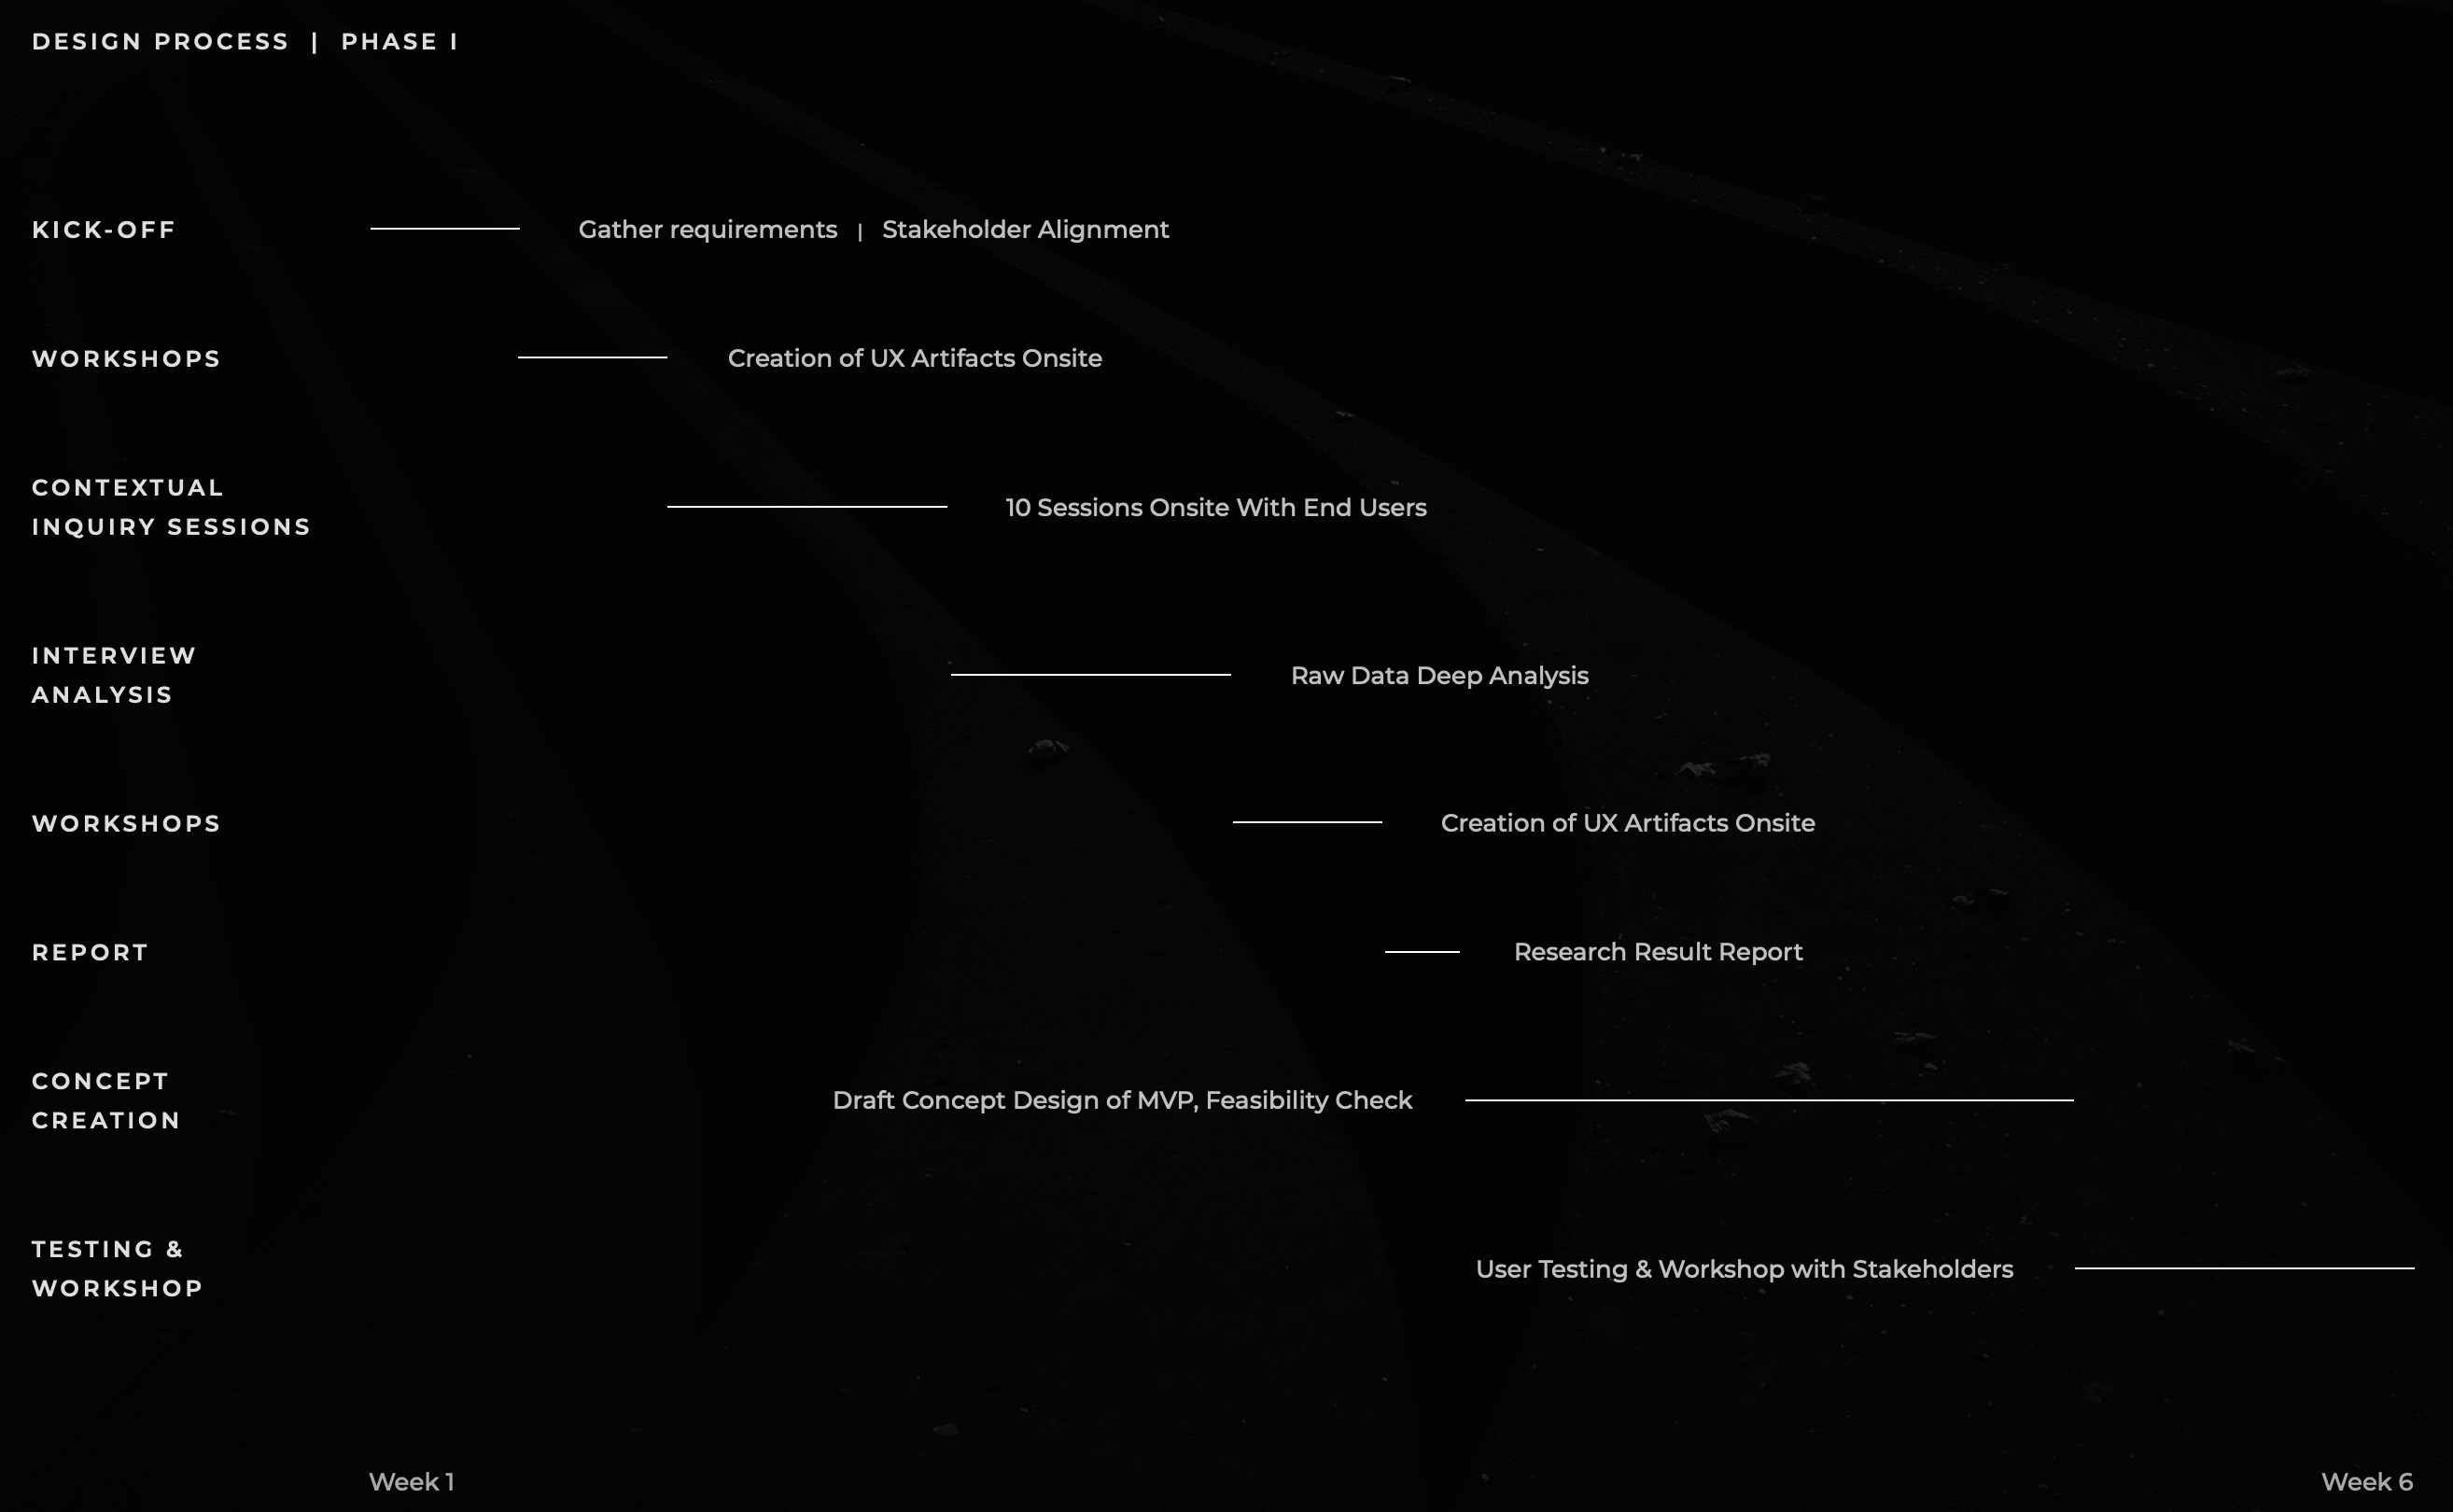 DESIGN PROCESS | PHASE I
KICK-OFF
Gather requirements | Stakeholder Alignment
WORKSHOPS
Creation of UX Artifacts Onsite
CONTEXTUAL
INQUIRY SESSIONS
10 Sessions Onsite With End Users
INTERVIEW
ANALYSIS
Raw Data Deep Analysis
WORKSHOPS
Creation of UX Artifacts Onsite
REPORT
Research Result Report
CONCEPT
CREATION
Draft Concept Design of MVP, Feasibility Check
TESTING &
WORKSHOP
User Testing & Workshop with Stakeholders
Week 1
Week 6